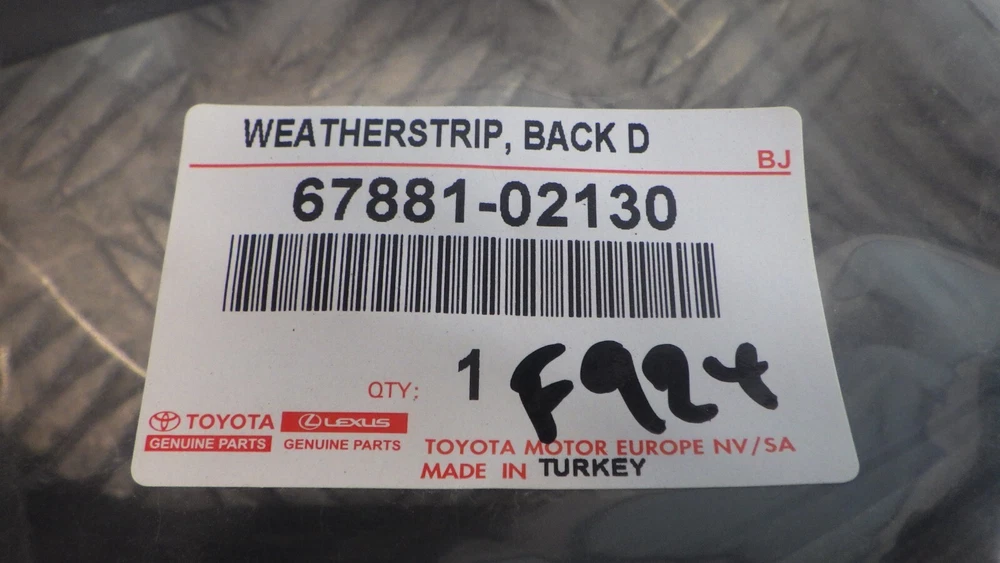 WEATHERSTRIP, BACK D
BJ
67881-02130
QTY; 1
F924
TOYOTA LEXUS
GENUINE PARTS GENUINE PARTS
TOYOTA MOTOR EUROPE NV/SA
MADE IN TURKEY